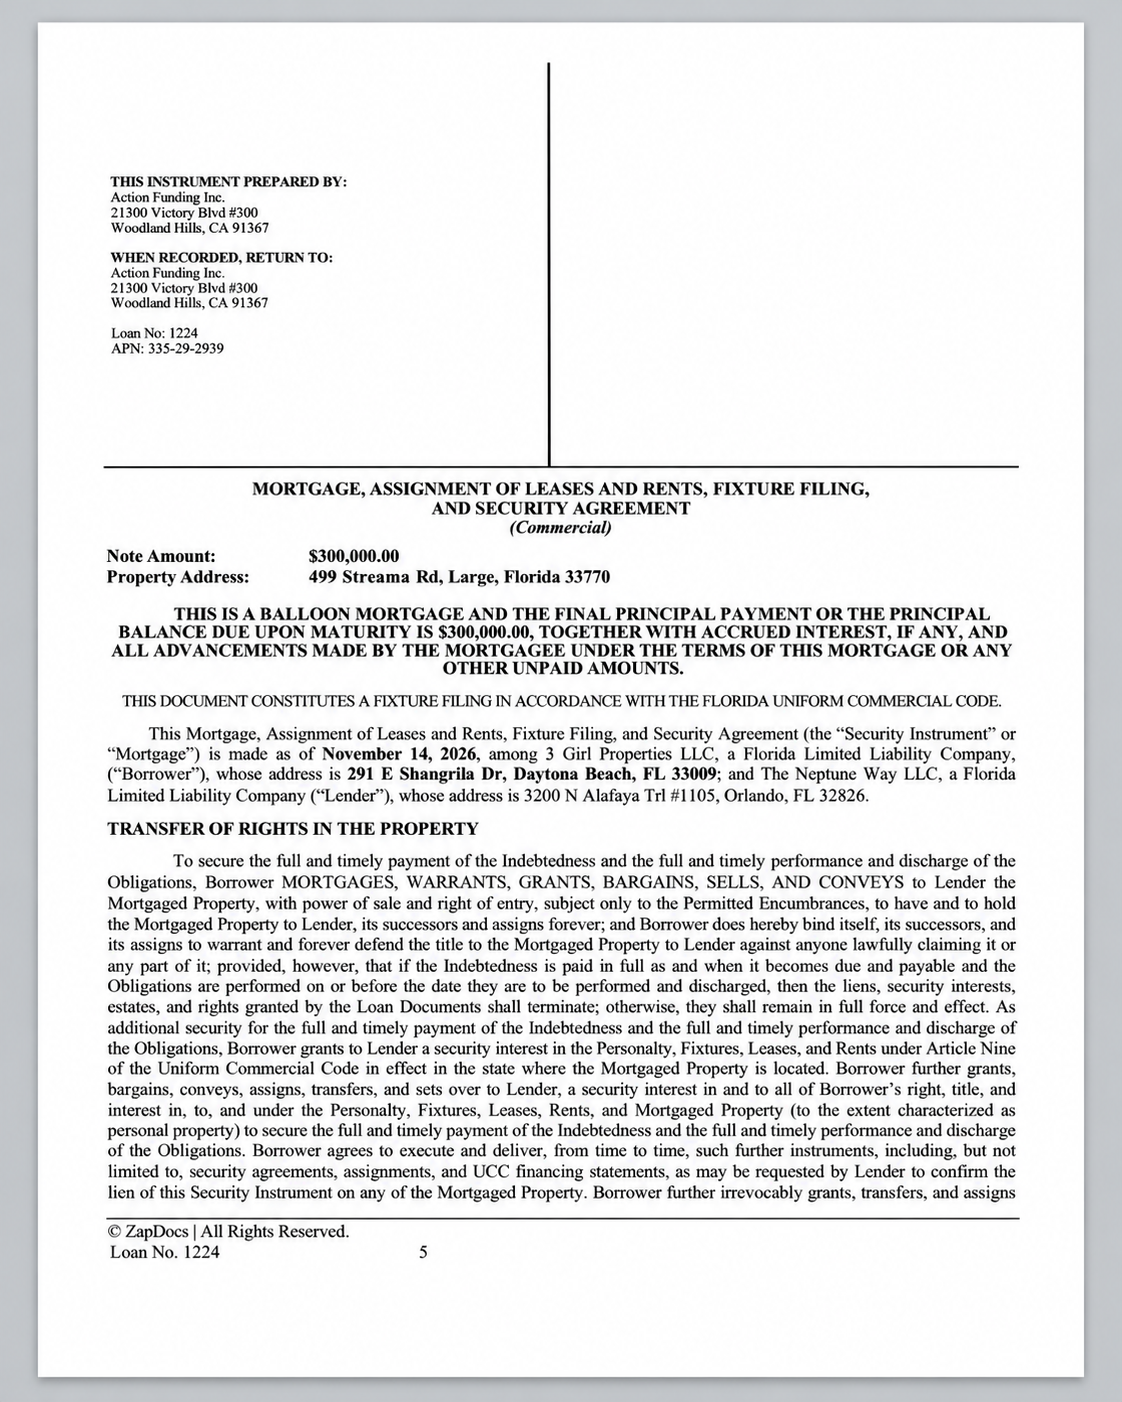 THIS INSTRUMENT PREPARED BY:
Action Funding Inc.
21300 Victory Blvd #300
Woodland Hills, CA 91367
WHEN RECORDED, RETURN TO:
Action Funding Inc.
21300 Victory Blvd #300
Woodland Hills, CA 91367
Loan No: 1224
APN: 335-29-2939
MORTGAGE, ASSIGNMENT OF LEASES AND RENTS, FIXTURE FILING,
AND SECURITY AGREEMENT
(Commercial)
Note Amount: $300,000.00
Property Address: 499 Streama Rd, Large, Florida 33770
THIS IS A BALLOON MORTGAGE AND THE FINAL PRINCIPAL PAYMENT OR THE PRINCIPAL
BALANCE DUE UPON MATURITY IS $300,000.00, TOGETHER WITH ACCRUED INTEREST, IF ANY, AND
ALL ADVANCEMENTS MADE BY THE MORTGAGEE UNDER THE TERMS OF THIS MORTGAGE OR ANY
OTHER UNPAID AMOUNTS.
THIS DOCUMENT CONSTITUTES A FIXTURE FILING IN ACCORDANCE WITH THE FLORIDA UNIFORM COMMERCIAL CODE.
This Mortgage, Assignment of Leases and Rents, Fixture Filing, and Security Agreement (the “Security Instrument” or
“Mortgage”) is made as of November 14, 2026, among 3 Girl Properties LLC, a Florida Limited Liability Company,
(“Borrower”), whose address is 291 E Shangrila Dr, Daytona Beach, FL 33009; and The Neptune Way LLC, a Florida
Limited Liability Company (“Lender”), whose address is 3200 N Alafaya Trl #1105, Orlando, FL 32826.
TRANSFER OF RIGHTS IN THE PROPERTY
To secure the full and timely payment of the Indebtedness and the full and timely performance and discharge of the
Obligations, Borrower MORTGAGES, WARRANTS, GRANTS, BARGAINS, SELLS, AND CONVEYS to Lender the
Mortgaged Property, with power of sale and right of entry, subject only to the Permitted Encumbrances, to have and to hold
the Mortgaged Property to Lender, its successors and assigns forever; and Borrower does hereby bind itself, its successors, and
its assigns to warrant and forever defend the title to the Mortgaged Property to Lender against anyone lawfully claiming it or
any part of it; provided, however, that if the Indebtedness is paid in full as and when it becomes due and payable and the
Obligations are performed on or before the date they are to be performed and discharged, then the liens, security interests,
estates, and rights granted by the Loan Documents shall terminate; otherwise, they shall remain in full force and effect. As
additional security for the full and timely payment of the Indebtedness and the full and timely performance and discharge of
the Obligations, Borrower grants to Lender a security interest in the Personalty, Fixtures, Leases, and Rents under Article Nine
of the Uniform Commercial Code in effect in the state where the Mortgaged Property is located. Borrower further grants,
bargains, conveys, assigns, transfers, and sets over to Lender, a security interest in and to all of Borrower’s right, title, and
interest in, to, and under the Personalty, Fixtures, Leases, Rents, and Mortgaged Property (to the extent characterized as
personal property) to secure the full and timely payment of the Indebtedness and the full and timely performance and discharge
of the Obligations. Borrower agrees to execute and deliver, from time to time, such further instruments, including, but not
limited to, security agreements, assignments, and UCC financing statements, as may be requested by Lender to confirm the
lien of this Security Instrument on any of the Mortgaged Property. Borrower further irrevocably grants, transfers, and assigns
© ZapDocs | All Rights Reserved.
Loan No. 1224 5